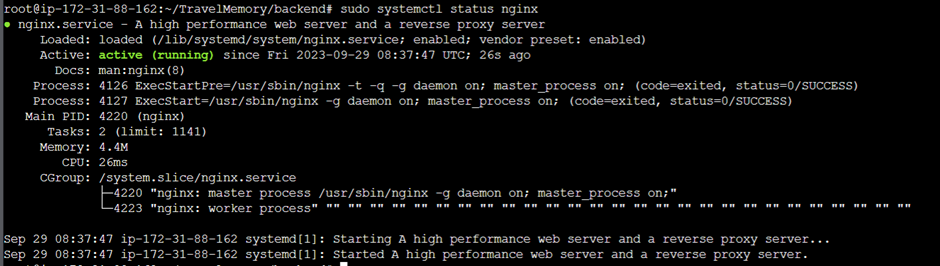 root@ip-172-31-88-162:~/TravelMemory/backend# sudo systemctl status nginx
● nginx.service - A high performance web server and a reverse proxy server
Loaded: loaded (/lib/systemd/system/nginx.service; enabled; vendor preset: enabled)
Active: active (running) since Fri 2023-09-29 08:37:47 UTC; 26s ago
Docs: man:nginx(8)
Process: 4126 ExecStartPre=/usr/sbin/nginx -t -q -g daemon on; master_process on; (code=exited, status=0/SUCCESS)
Process: 4127 ExecStart=/usr/sbin/nginx -g daemon on; master_process on; (code=exited, status=0/SUCCESS)
Main PID: 4220 (nginx)
Tasks: 2 (limit: 1141)
Memory: 4.4M
CPU: 26ms
CGroup: /system.slice/nginx.service
├─4220 "nginx: master process /usr/sbin/nginx -g daemon on; master_process on;"
└─4223 "nginx: worker process" "" "" "" "" "" "" "" "" "" "" "" "" "" "" "" "" "" "" "" "" "" "" "" "" "" "" ""
Sep 29 08:37:47 ip-172-31-88-162 systemd[1]: Starting A high performance web server and a reverse proxy server...
Sep 29 08:37:47 ip-172-31-88-162 systemd[1]: Started A high performance web server and a reverse proxy server.